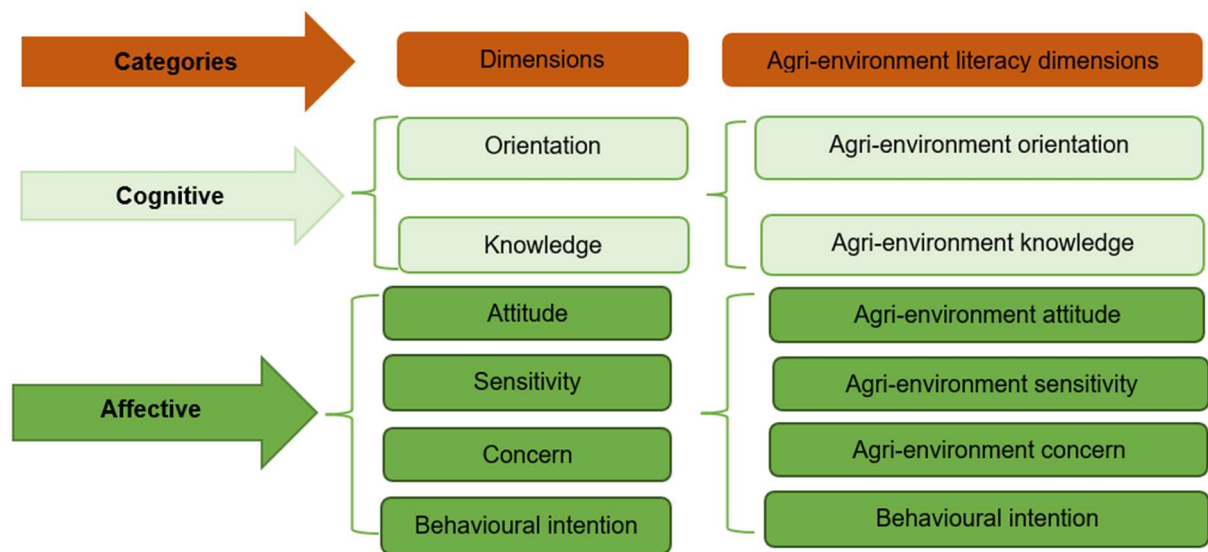 Categories
Dimensions
Agri-environment literacy dimensions
Cognitive
Orientation
Agri-environment orientation
Knowledge
Agri-environment knowledge
Affective
Attitude
Agri-environment attitude
Sensitivity
Agri-environment sensitivity
Concern
Agri-environment concern
Behavioural intention
Behavioural intention